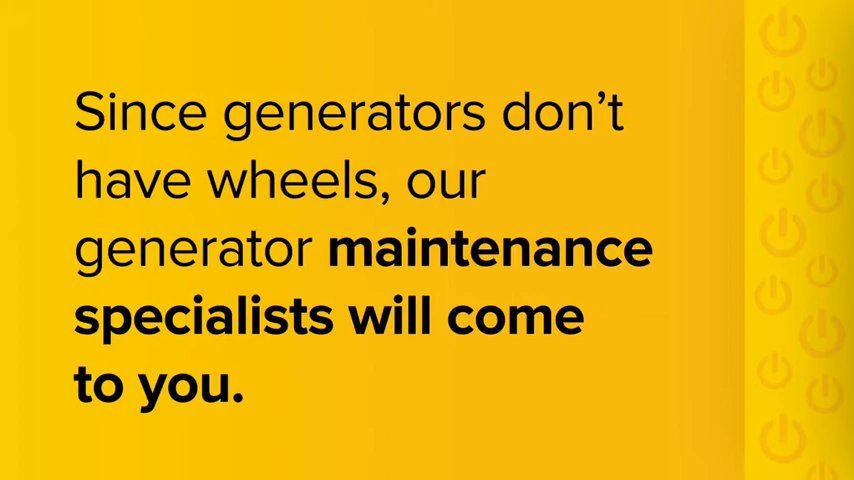 Since generators don’t
have wheels, our
generator maintenance
specialists will come
to you.